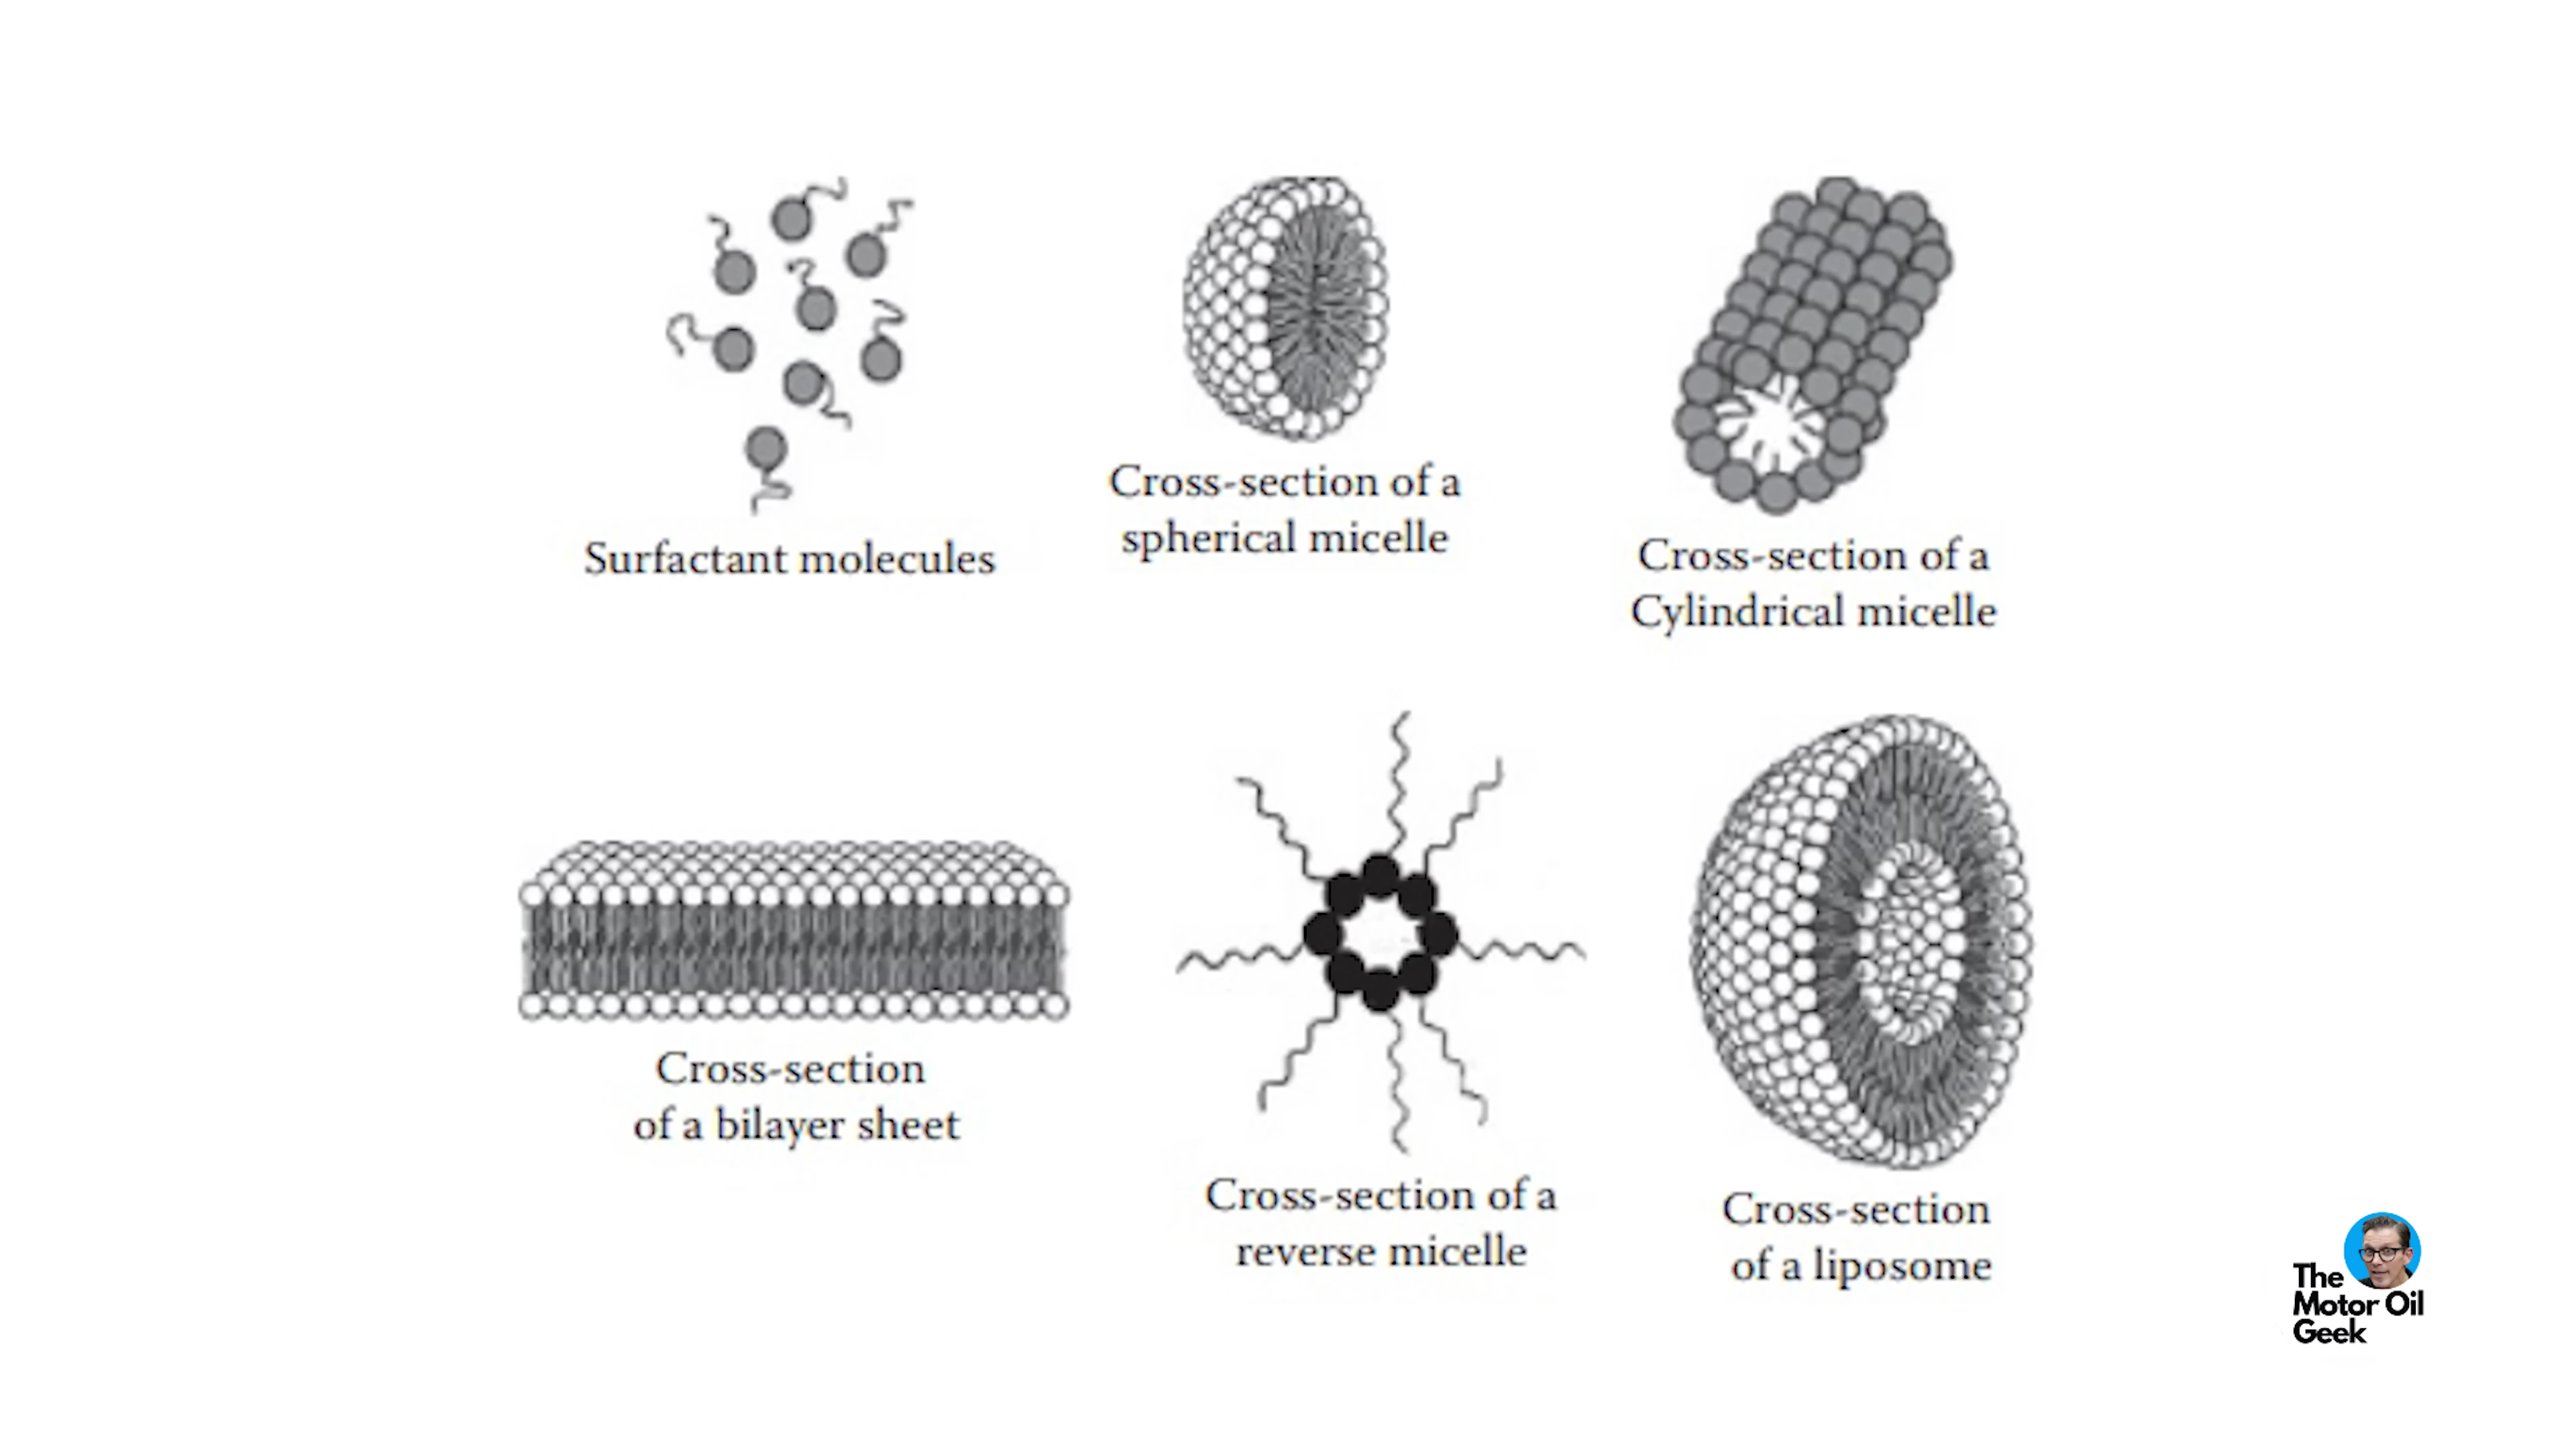 Surfactant molecules
Cross-section of a
spherical micelle
Cross-section of a
Cylindrical micelle
Cross-section
of a bilayer sheet
Cross-section of a
reverse micelle
Cross-section
of a liposome
The
Motor Oil
Geek